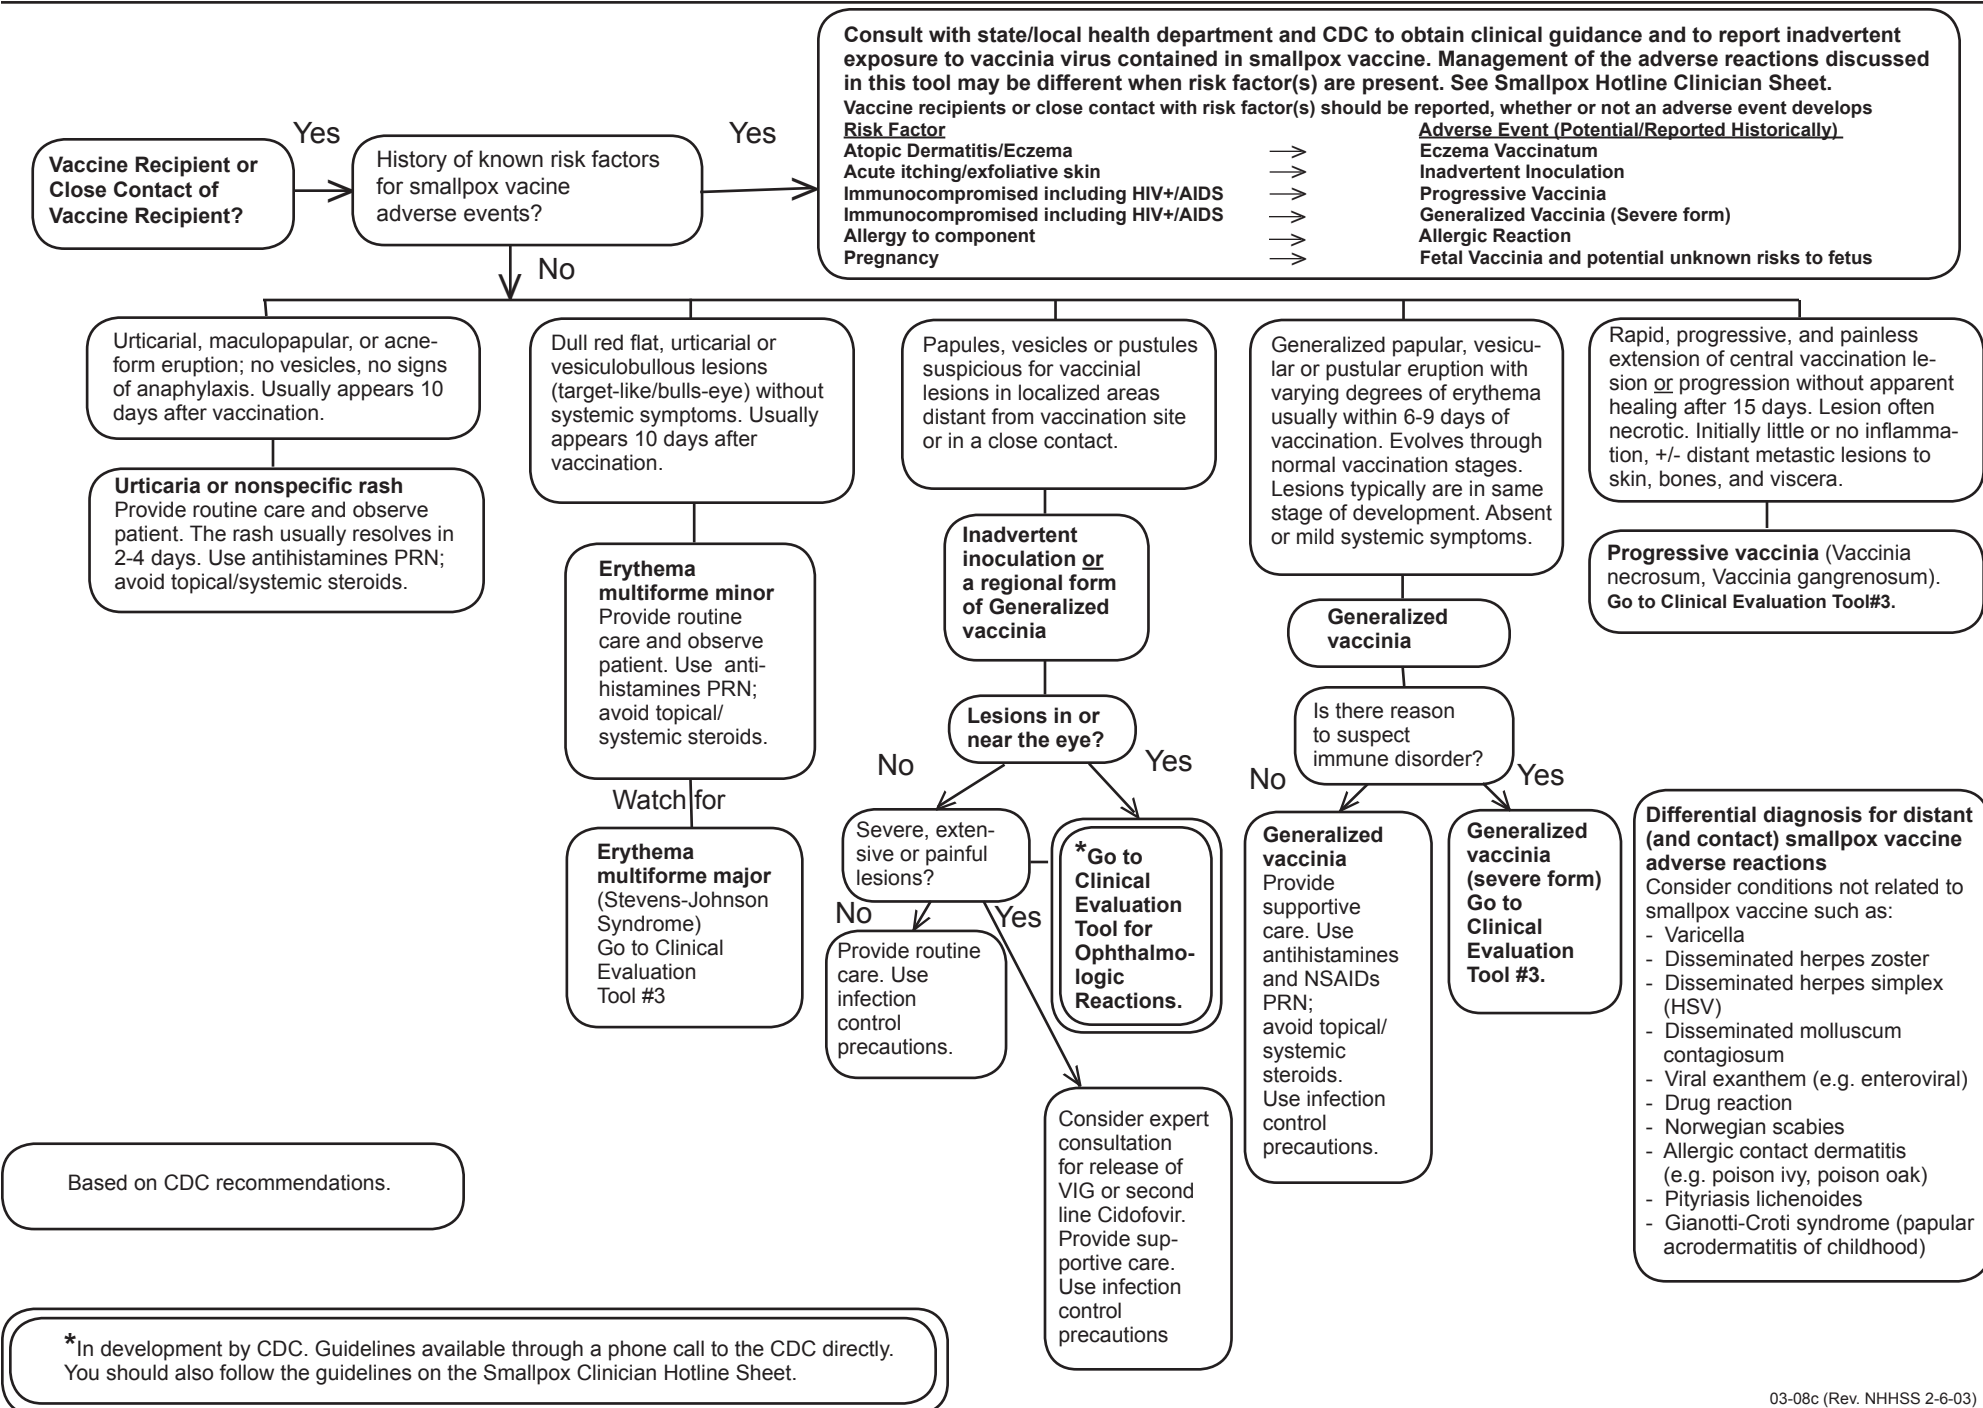 Consult with state/local health department and CDC to obtain clinical guidance and to report inadvertent
exposure to vaccinia virus contained in smallpox vaccine. Management of the adverse reactions discussed
in this tool may be different when risk factor(s) are present. See Smallpox Hotline Clinician Sheet.
Vaccine recipients or close contact with risk factor(s) should be reported, whether or not an adverse event develops
Risk Factor Adverse Event (Potential/Reported Historically)
Atopic Dermatitis/Eczema Eczema Vaccinatum
Acute itching/exfoliative skin Inadvertent Inoculation
Immunocompromised including HIV+/AIDS Progressive Vaccinia
Immunocompromised including HIV+/AIDS Generalized Vaccinia (Severe form)
Allergy to component Allergic Reaction
Pregnancy Fetal Vaccinia and potential unknown risks to fetus
Vaccine Recipient or
Close Contact of
Vaccine Recipient?
Yes
History of known risk factors
for smallpox vacine
adverse events?
Yes
No
Urticarial, maculopapular, or acne-
form eruption; no vesicles, no signs
of anaphylaxis. Usually appears 10
days after vaccination.
Urticaria or nonspecific rash
Provide routine care and observe
patient. The rash usually resolves in
2-4 days. Use antihistamines PRN;
avoid topical/systemic steroids.
Dull red flat, urticarial or
vesiculobullous lesions
(target-like/bulls-eye) without
systemic symptoms. Usually
appears 10 days after
vaccination.
Erythema
multiforme minor
Provide routine
care and observe
patient. Use anti-
histamines PRN;
avoid topical/
systemic steroids.
Watch for
Erythema
multiforme major
(Stevens-Johnson
Syndrome)
Go to Clinical
Evaluation
Tool #3
Papules, vesicles or pustules
suspicious for vaccinial
lesions in localized areas
distant from vaccination site
or in a close contact.
Inadvertent
inoculation or
a regional form
of Generalized
vaccinia
Lesions in or
near the eye?
No
Yes
Severe, exten-
sive or painful
lesions?
No
Yes
Provide routine
care. Use
infection
control
precautions.
*Go to
Clinical
Evaluation
Tool for
Ophthalmo-
logic
Reactions.
Consider expert
consultation
for release of
VIG or second
line Cidofovir.
Provide sup-
portive care.
Use infection
control
precautions
Generalized papular, vesicu-
lar or pustular eruption with
varying degrees of erythema
usually within 6-9 days of
vaccination. Evolves through
normal vaccination stages.
Lesions typically are in same
stage of development. Absent
or mild systemic symptoms.
Generalized
vaccinia
Is there reason
to suspect
immune disorder?
No
Yes
Generalized
vaccinia
Provide
supportive
care. Use
antihistamines
and NSAIDs
PRN;
avoid topical/
systemic
steroids.
Use infection
control
precautions.
Generalized
vaccinia
(severe form)
Go to
Clinical
Evaluation
Tool #3.
Rapid, progressive, and painless
extension of central vaccination le-
sion or progression without apparent
healing after 15 days. Lesion often
necrotic. Initially little or no inflamma-
tion, +/- distant metastic lesions to
skin, bones, and viscera.
Progressive vaccinia (Vaccinia
necrosum, Vaccinia gangrenosum).
Go to Clinical Evaluation Tool#3.
Differential diagnosis for distant
(and contact) smallpox vaccine
adverse reactions
Consider conditions not related to
smallpox vaccine such as:
- Varicella
- Disseminated herpes zoster
- Disseminated herpes simplex
(HSV)
- Disseminated molluscum
contagiosum
- Viral exanthem (e.g. enteroviral)
- Drug reaction
- Norwegian scabies
- Allergic contact dermatitis
(e.g. poison ivy, poison oak)
- Pityriasis lichenoides
- Gianotti-Croti syndrome (papular
acrodermatitis of childhood)
Based on CDC recommendations.
*In development by CDC. Guidelines available through a phone call to the CDC directly.
You should also follow the guidelines on the Smallpox Clinician Hotline Sheet.
03-08c (Rev. NHHSS 2-6-03)